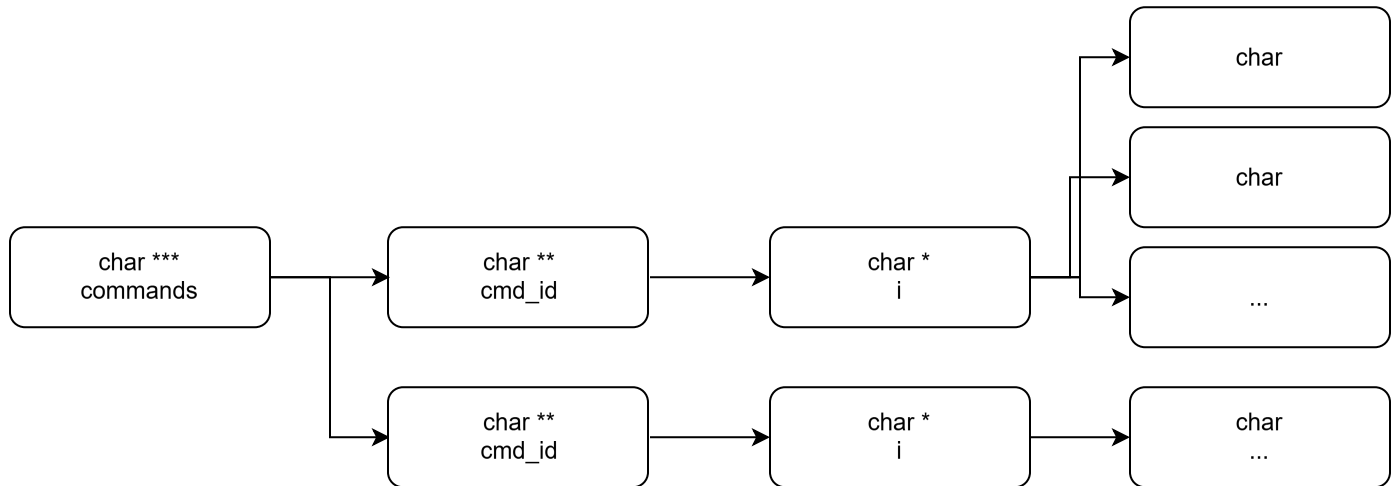 char
char
char ***
commands
char **
cmd_id
char *
i
...
char **
cmd_id
char *
i
char
...